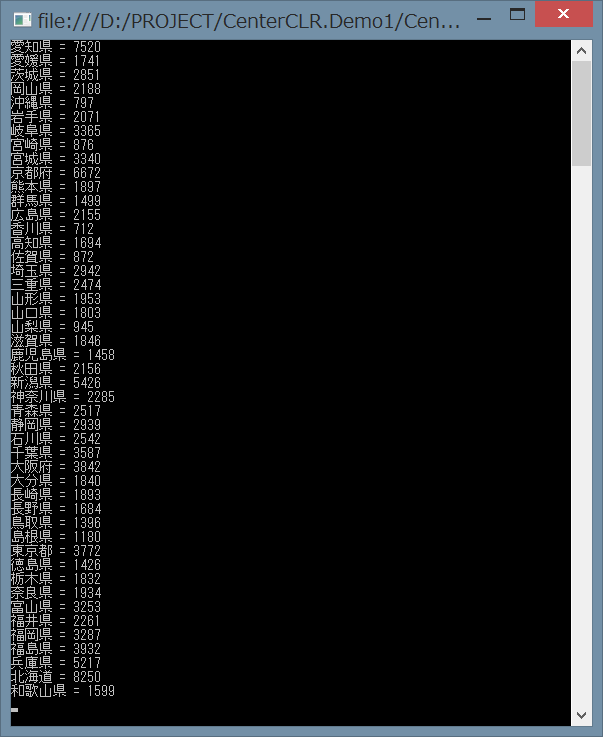 file:///D:/PROJECT/CenterCLR.Demo1/Cen...
愛知県 = 7520
愛媛県 = 1741
茨城県 = 2851
岡山県 = 2188
沖縄県 = 797
岩手県 = 2071
岐阜県 = 3365
宮崎県 = 876
宮城県 = 3340
京都府 = 6672
熊本県 = 1897
群馬県 = 1499
広島県 = 2155
香川県 = 712
高知県 = 1694
佐賀県 = 872
埼玉県 = 2942
三重県 = 2474
山形県 = 1953
山口県 = 1803
山梨県 = 945
滋賀県 = 1846
鹿児島県 = 1458
秋田県 = 2156
新潟県 = 5426
神奈川県 = 2285
青森県 = 2517
静岡県 = 2939
石川県 = 2542
千葉県 = 3587
大阪府 = 3842
大分県 = 1840
長崎県 = 1893
長野県 = 1684
鳥取県 = 1396
島根県 = 1180
東京都 = 3772
徳島県 = 1426
栃木県 = 1832
奈良県 = 1934
富山県 = 3253
福井県 = 2261
福岡県 = 3287
福島県 = 3932
兵庫県 = 5217
北海道 = 8250
和歌山県 = 1599